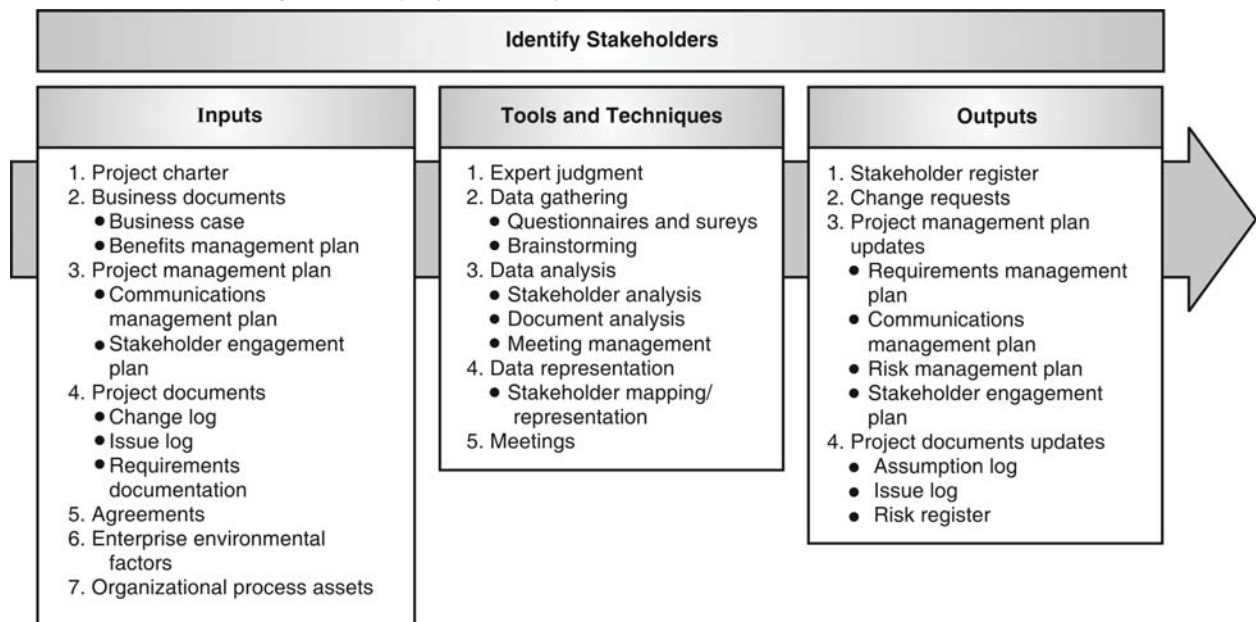 Identify Stakeholders
Inputs
1. Project charter
2. Business documents
● Business case
● Benefits management plan
3. Project management plan
● Communications
management plan
● Stakeholder engagement
plan
4. Project documents
● Change log
● Issue log
● Requirements
documentation
5. Agreements
6. Enterprise environmental
factors
7. Organizational process assets
Tools and Techniques
1. Expert judgment
2. Data gathering
● Questionnaires and sureys
● Brainstorming
3. Data analysis
● Stakeholder analysis
● Document analysis
● Meeting management
4. Data representation
● Stakeholder mapping/
representation
5. Meetings
Outputs
1. Stakeholder register
2. Change requests
3. Project management plan
updates
● Requirements management
plan
● Communications
management plan
● Risk management plan
● Stakeholder engagement
plan
4. Project documents updates
● Assumption log
● Issue log
● Risk register